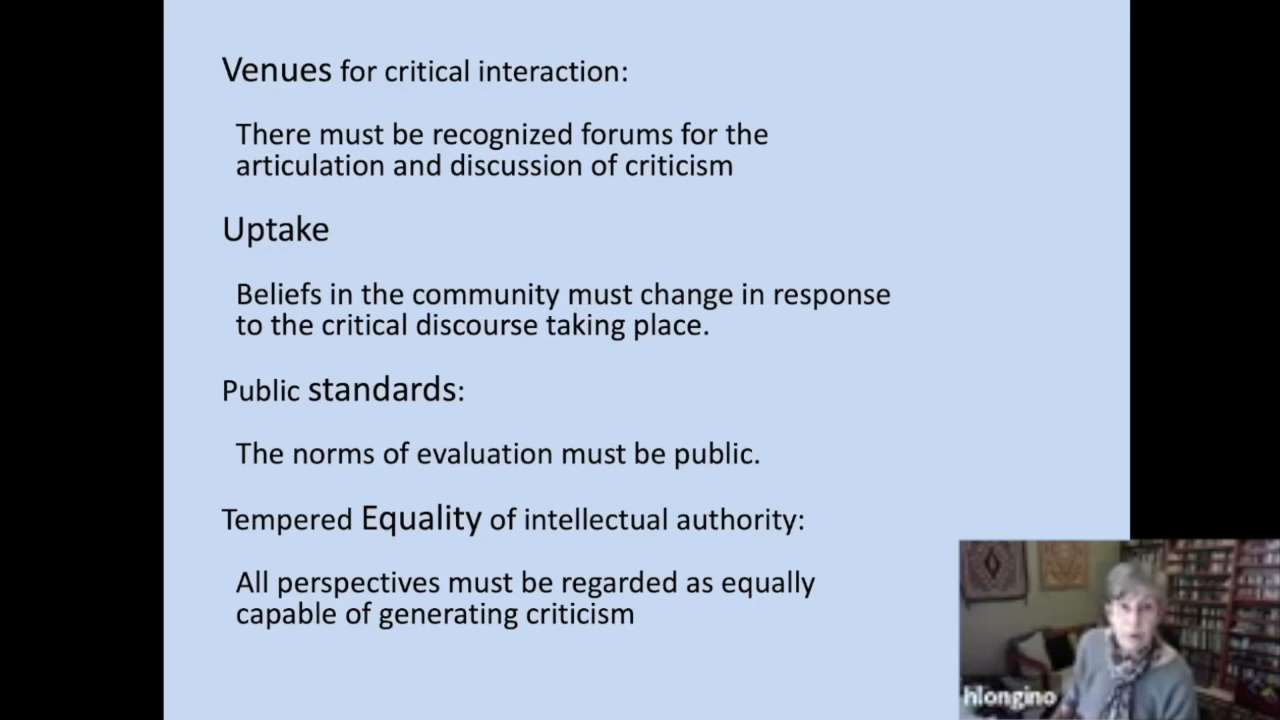 Venues for critical interaction:
There must be recognized forums for the
articulation and discussion of criticism
Uptake
Beliefs in the community must change in response
to the critical discourse taking place.
Public standards:
The norms of evaluation must be public.
Tempered Equality of intellectual authority:
All perspectives must be regarded as equally
capable of generating criticism
hlongino